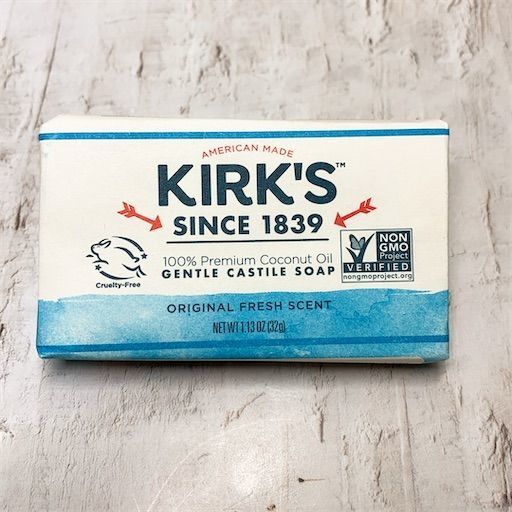 AMERICAN MADE
KIRK'S™
SINCE 1839
100% Premium Coconut Oil
GENTLE CASTILE SOAP
Cruelty-Free
NON
GMO
Project
VERIFIED
nongmoproject.org
ORIGINAL FRESH SCENT
NET WT 1.13 OZ (32g)